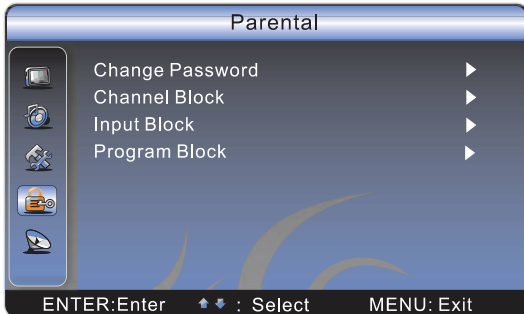 Parental
Change Password
Channel Block
Input Block
Program Block
ENTER:Enter : Select MENU: Exit